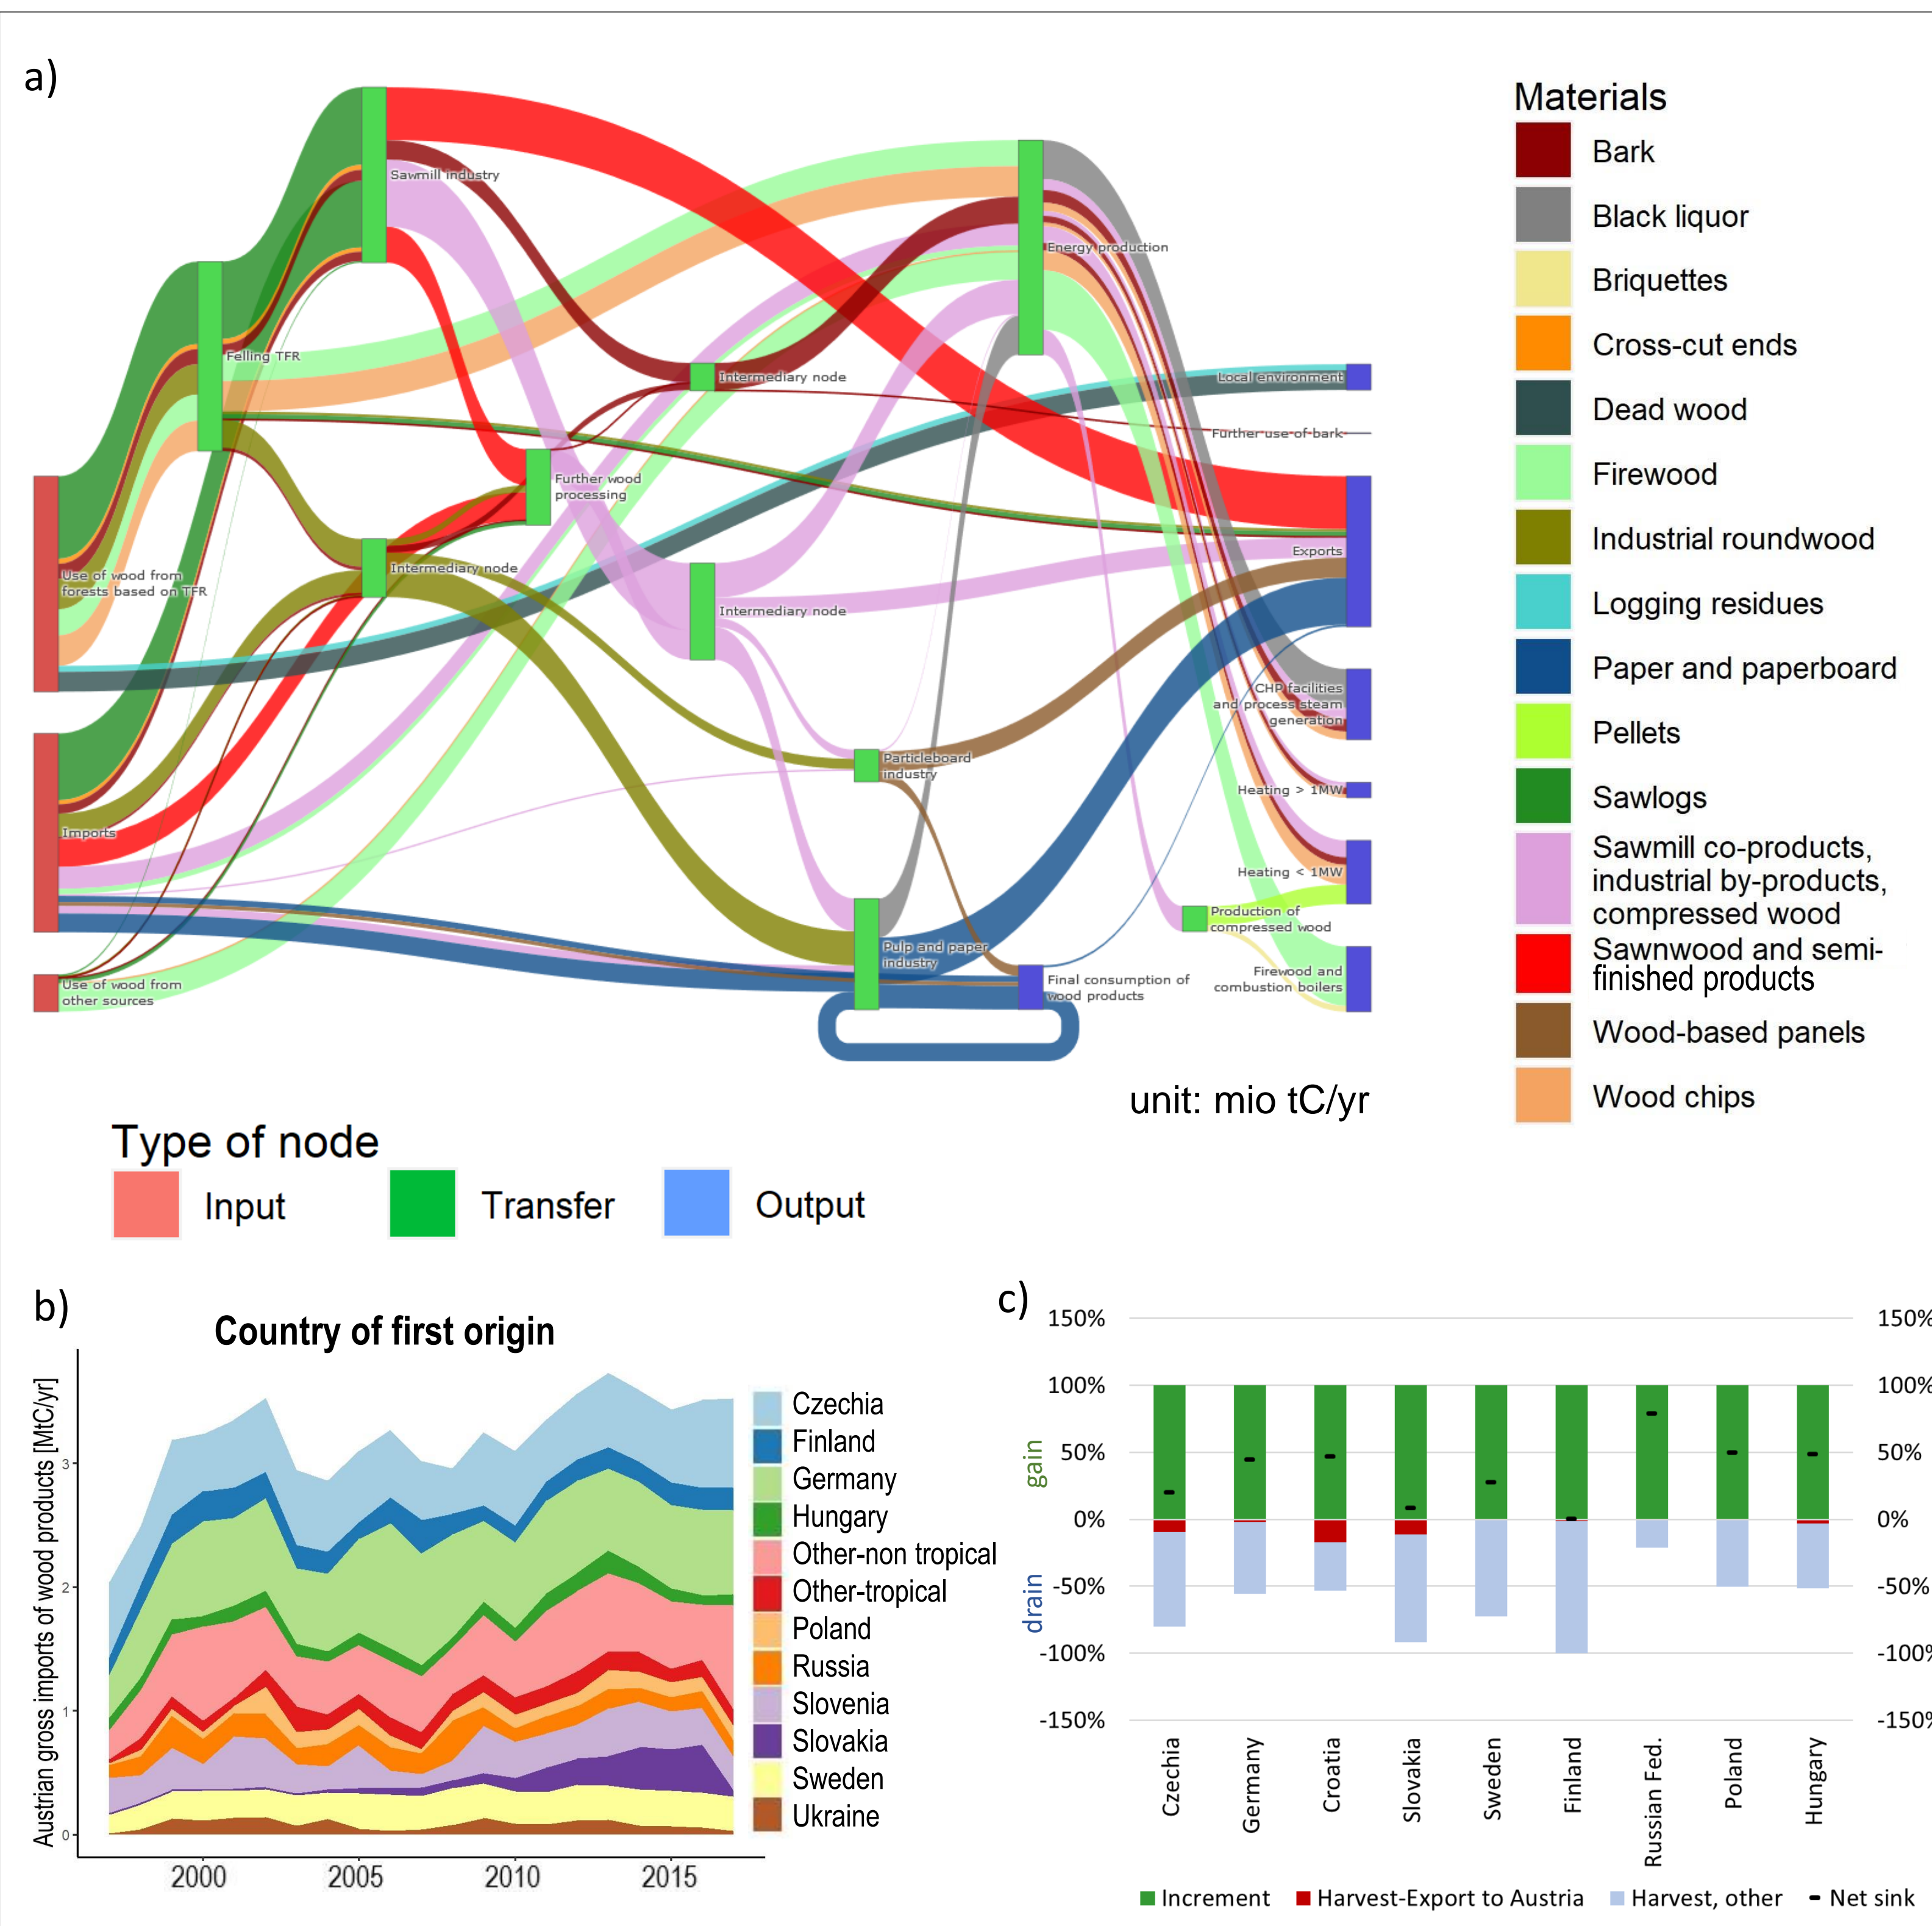 a)
Sawmill industry
Felling TFR
Use of wood from
forests based on TFR
Imports
Use of wood from
other sources
Intermediary node
Further wood
processing
Intermediary node
Intermediary node
Particleboard
industry
Pulp and paper
industry
Energy production
Final consumption of
wood products
Production of
compressed wood
Local environment
Further use of bark
Exports
CHP facilities
and process steam
generation
Heating > 1MW
Heating < 1MW
Firewood and
combustion boilers
unit: mio tC/yr
Materials
Bark
Black liquor
Briquettes
Cross-cut ends
Dead wood
Firewood
Industrial roundwood
Logging residues
Paper and paperboard
Pellets
Sawlogs
Sawmill co-products,
industrial by-products,
compressed wood
Sawnwood and semi-
finished products
Wood-based panels
Wood chips
Type of node
Input
Transfer
Output
b)
Country of first origin
Austrian gross imports of wood products [MtC/yr]
3
2
1
0
2000
2005
2010
2015
Czechia
Finland
Germany
Hungary
Other-non tropical
Other-tropical
Poland
Russia
Slovenia
Slovakia
Sweden
Ukraine
c)
150%
100%
50%
0%
-50%
-100%
-150%
gain
drain
150%
100%
50%
0%
-50%
-100%
-150%
Czechia
Germany
Croatia
Slovakia
Sweden
Finland
Russian Fed.
Poland
Hungary
Increment
Harvest-Export to Austria
Harvest, other
Net sink